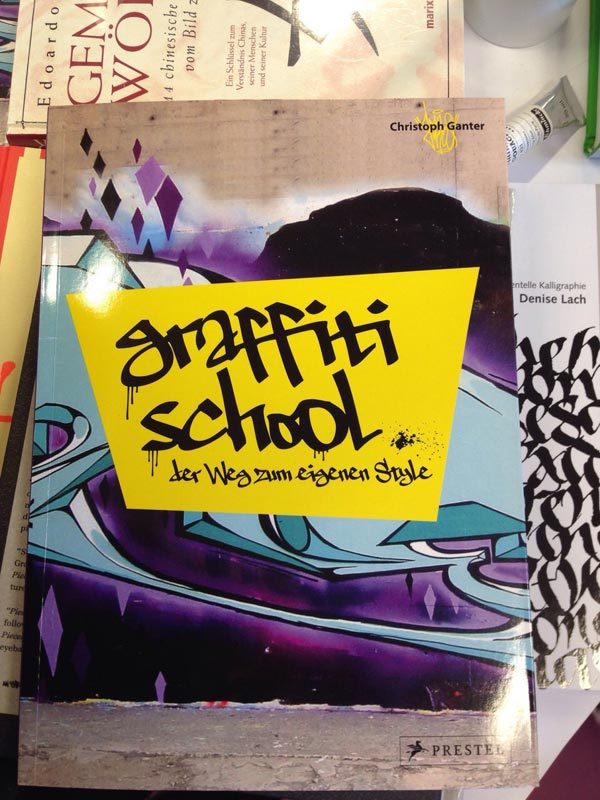 Edoardo
GEM
WÖ
14 chinesische
vom Bild z
Ein Schlüssel zum
Verständnis Chinas,
seiner Menschen
und seiner Kultur
marix
Christoph Ganter
graffiti
school
der Weg zum eigenen Style
PRESTEL
entelle Kalligraphie
Denise Lach